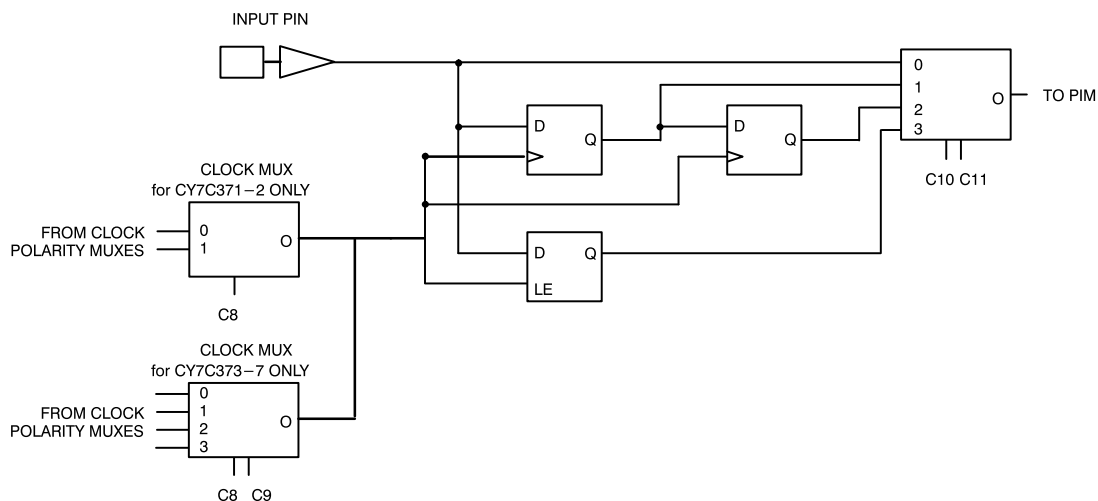 INPUT PIN
0
1
2
3
O
TO PIM
C10 C11
D
Q
D
Q
CLOCK MUX
for CY7C371−2 ONLY
FROM CLOCK
POLARITY MUXES
0
1
O
C8
D
Q
LE
CLOCK MUX
for CY7C373−7 ONLY
FROM CLOCK
POLARITY MUXES
0
1
2
3
O
C8 C9